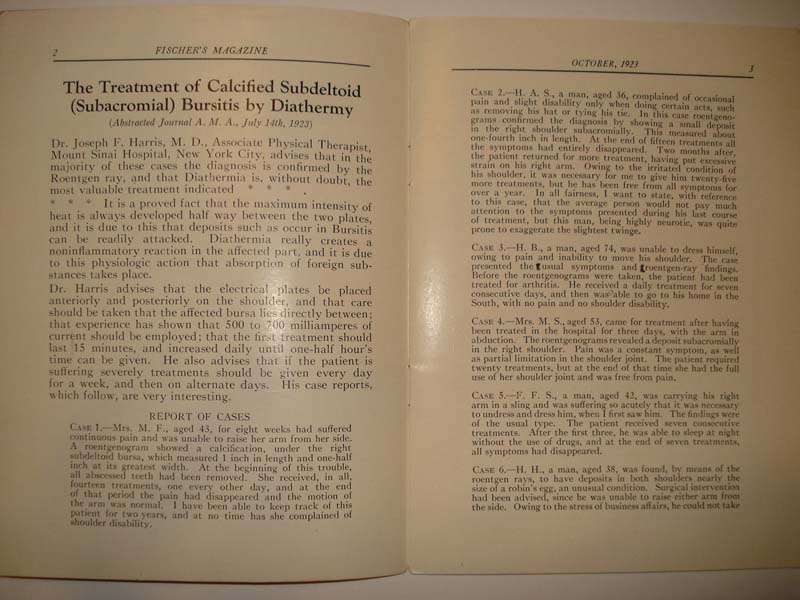 2
FISCHER'S MAGAZINE
The Treatment of Calcified Subdeltoid
(Subacromial) Bursitis by Diathermy
(Abstracted Journal A. M. A., July 14th, 1923)
Dr. Joseph F. Harris, M. D., Associate Physical Therapist,
Mount Sinai Hospital, New York City, advises that in the
majority of these cases the diagnosis is confirmed by the
Roentgen ray, and that Diathermia is, without doubt, the
most valuable treatment indicated * * * .
* * * It is a proved fact that the maximum intensity of
heat is always developed half way between the two plates,
and it is due to this that deposits such as occur in Bursitis
can be readily attacked. Diathermia really creates a
noninflammatory reaction in the affected part, and it is due
to this physiologic action that absorption of foreign sub-
stances takes place.
Dr. Harris advises that the electrical plates be placed
anteriorly and posteriorly on the shoulder, and that care
should be taken that the affected bursa lies directly between;
that experience has shown that 500 to 700 milliamperes of
current should be employed; that the first treatment should
last 15 minutes, and increased daily until one-half hour's
time can be given. He also advises that if the patient is
suffering severely treatments should be given every day
for a week, and then on alternate days. His case reports,
which follow, are very interesting.
REPORT OF CASES
CASE 1.—Mrs. M. F., aged 43, for eight weeks had suffered
continuous pain and was unable to raise her arm from her side.
A roentgenogram showed a calcification, under the right
subdeltoid bursa, which measured 1 inch in length and one-half
inch at its greatest width. At the beginning of this trouble,
all abscessed teeth had been removed. She received, in all,
fourteen treatments, one every other day, and at the end
of that period the pain had disappeared and the motion of
the arm was normal. I have been able to keep track of this
patient for two years, and at no time has she complained of
shoulder disability.
OCTOBER, 1923
3
CASE 2.—H. A. S., a man, aged 36, complained of occasional
pain and slight disability only when doing certain acts, such
as removing his hat or tying his tie. In this case roentgeno-
grams confirmed the diagnosis by showing a small deposit
in the right shoulder subacromially. This measured about
one-fourth inch in length. At the end of fifteen treatments all
the symptoms had entirely disappeared. Two months after,
the patient returned for more treatment, having put excessive
strain on his right arm. Owing to the irritated condition of
his shoulder, it was necessary for me to give him twenty-five
more treatments, but he has been free from all symptoms for
over a year. In all fairness, I want to state, with reference
to this case, that the average person would not pay much
attention to the symptoms presented during his last course
of treatment, but this man, being highly neurotic, was quite
prone to exaggerate the slightest twinge.
CASE 3.—H. B., a man, aged 74, was unable to dress himself,
owing to pain and inability to move his shoulder. The case
presented the usual symptoms and roentgen-ray findings.
Before the roentgenograms were taken, the patient had been
treated for arthritis. He received a daily treatment for seven
consecutive days, and then was able to go to his home in the
South, with no pain and no shoulder disability.
CASE 4.—Mrs. M. S., aged 53, came for treatment after having
been treated in the hospital for three days, with the arm in
abduction. The roentgenograms revealed a deposit subacromially
in the right shoulder. Pain was a constant symptom, as well
as partial limitation in the shoulder joint. The patient required
twenty treatments, but at the end of that time she had the full
use of her shoulder joint and was free from pain.
CASE 5.—F. F. S., a man, aged 42, was carrying his right
arm in a sling and was suffering so acutely that it was necessary
to undress and dress him, when I first saw him. The findings were
of the usual type. The patient received seven consecutive
treatments. After the first three, he was able to sleep at night
without the use of drugs, and at the end of seven treatments,
all symptoms had disappeared.
CASE 6.—H. H., a man, aged 38, was found, by means of the
roentgen rays, to have deposits in both shoulders nearly the
size of a robin's egg, an unusual condition. Surgical intervention
had been advised, since he was unable to raise either arm from
the side. Owing to the stress of business affairs, he could not take